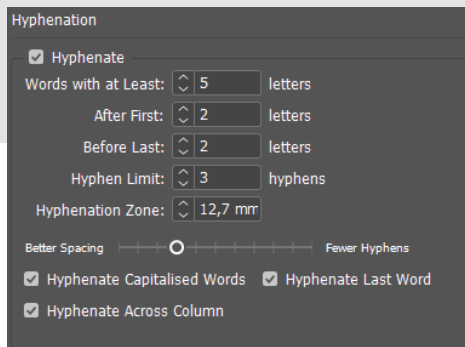 Hyphenation
Hyphenate
Words with at Least: 5 letters
After First: 2 letters
Before Last: 2 letters
Hyphen Limit: 3 hyphens
Hyphenation Zone: 12,7 mm
Better Spacing Fewer Hyphens
Hyphenate Capitalised Words Hyphenate Last Word
Hyphenate Across Column